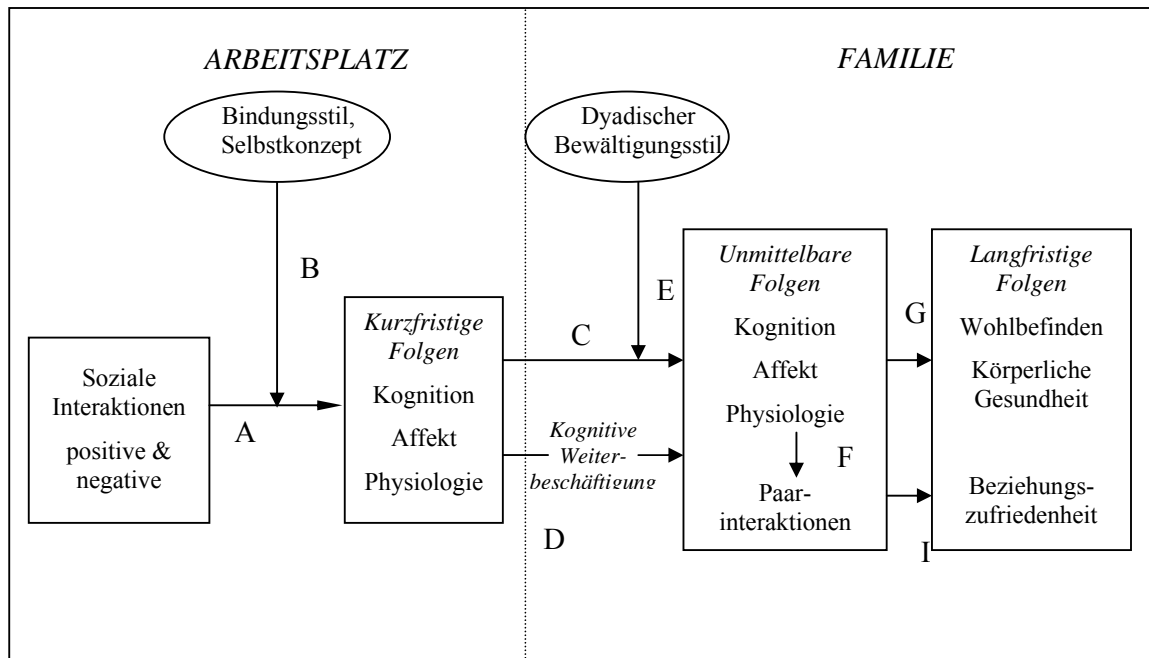 ARBEITSPLATZ
FAMILIE
Bindungsstil,
Selbstkonzept
Dyadischer
Bewältigungsstil
B
E
Soziale
Interaktionen
positive &
negative
A
Kurzfristige
Folgen
Kognition
Affekt
Physiologie
C
Kognitive
Weiter-
beschäftigung
D
Unmittelbare
Folgen
Kognition
Affekt
Physiologie
F
Paar-
interaktionen
G
I
Langfristige
Folgen
Wohlbefinden
Körperliche
Gesundheit
Beziehungs-
zufriedenheit